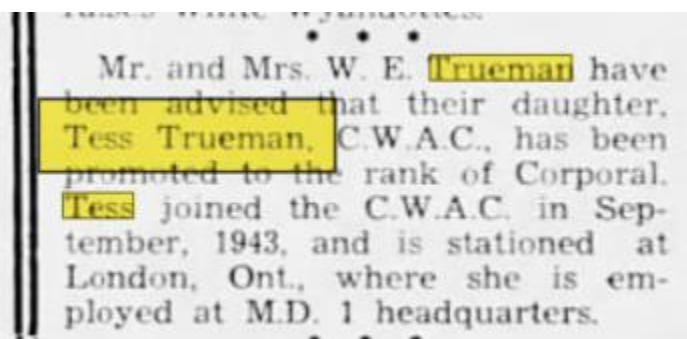 Mr. and Mrs. W. E. Trueman have
been advised that their daughter,
Tess Trueman, C.W.A.C., has been
promoted to the rank of Corporal.
Tess joined the C.W.A.C. in Sep-
tember, 1943, and is stationed at
London, Ont., where she is em-
ployed at M.D. 1 headquarters.